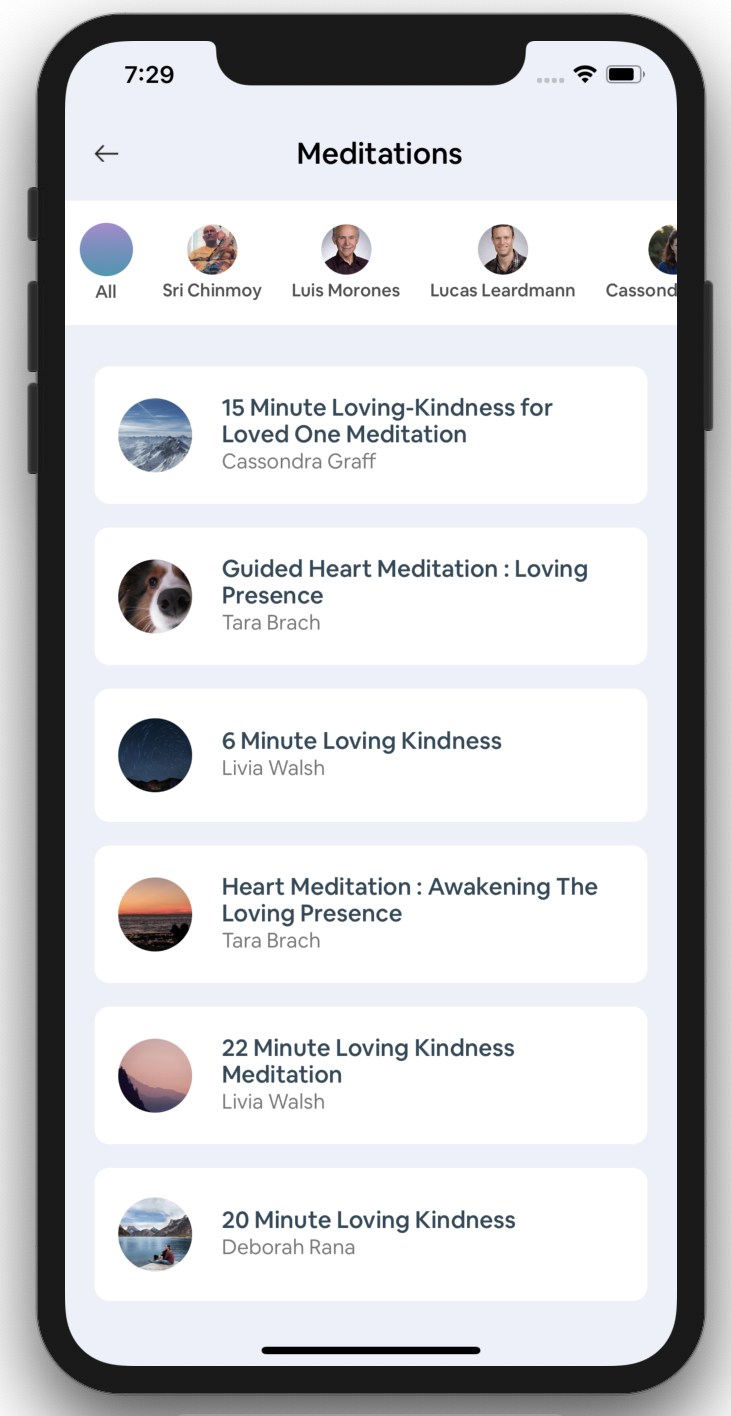 7:29
Meditations
All
Sri Chinmoy
Luis Morones
Lucas Leardmann
Cassond
15 Minute Loving-Kindness for
Loved One Meditation
Cassondra Graff
Guided Heart Meditation : Loving
Presence
Tara Brach
6 Minute Loving Kindness
Livia Walsh
Heart Meditation : Awakening The
Loving Presence
Tara Brach
22 Minute Loving Kindness
Meditation
Livia Walsh
20 Minute Loving Kindness
Deborah Rana